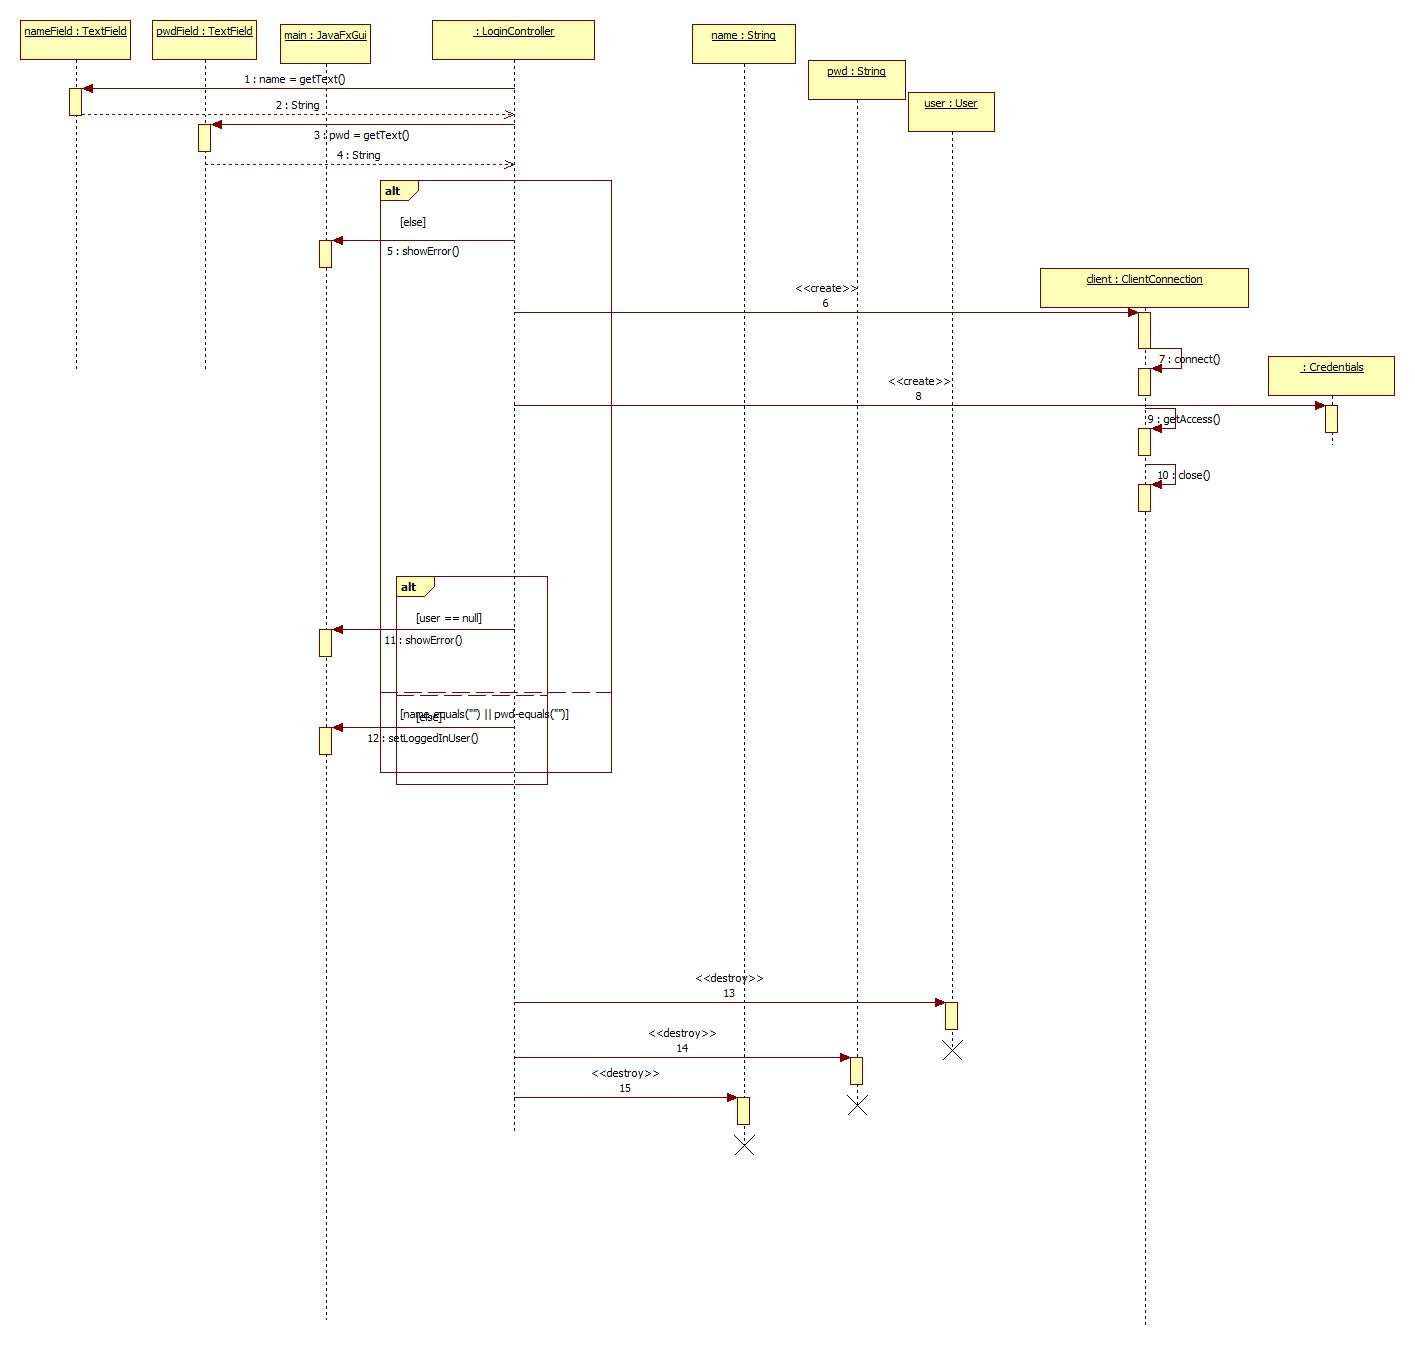 nameField : TextField
pwdField : TextField
main : JavaFxGui
: LoginController
name : String
pwd : String
user : User
1 : name = getText()
2 : String
3 : pwd = getText()
4 : String
alt
[else]
5 : showError()
client : ClientConnection
<<create>>
6
7 : connect()
: Credentials
<<create>>
8
9 : getAccess()
10 : close()
alt
[user == null]
11 : showError()
[name.equals("") || pwd.equals("")]
[else]
12 : setLoggedInUser()
<<destroy>>
13
<<destroy>>
14
<<destroy>>
15